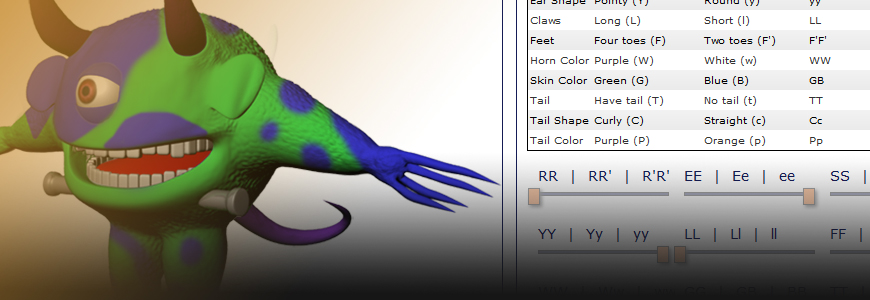 Ear Shape Pointy (Y) Round (y) yy
Claws Long (L) Short (l) LL
Feet Four toes (F) Two toes (F') F'F'
Horn Color Purple (W) White (w) WW
Skin Color Green (G) Blue (B) GB
Tail Have tail (T) No tail (t) TT
Tail Shape Curly (C) Straight (c) Cc
Tail Color Purple (P) Orange (p) Pp
RR | RR' | R'R' EE | Ee | ee SS |
YY | Yy | yy LL | Ll | ll FF |